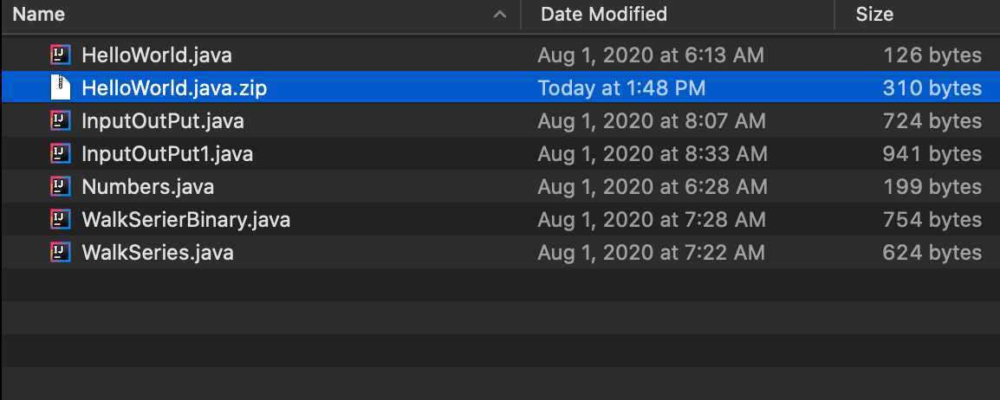 Name Date Modified Size
HelloWorld.java Aug 1, 2020 at 6:13 AM 126 bytes
HelloWorld.java.zip Today at 1:48 PM 310 bytes
InputOutPut.java Aug 1, 2020 at 8:07 AM 724 bytes
InputOutPut1.java Aug 1, 2020 at 8:33 AM 941 bytes
Numbers.java Aug 1, 2020 at 6:28 AM 199 bytes
WalkSerierBinary.java Aug 1, 2020 at 7:28 AM 754 bytes
WalkSeries.java Aug 1, 2020 at 7:22 AM 624 bytes